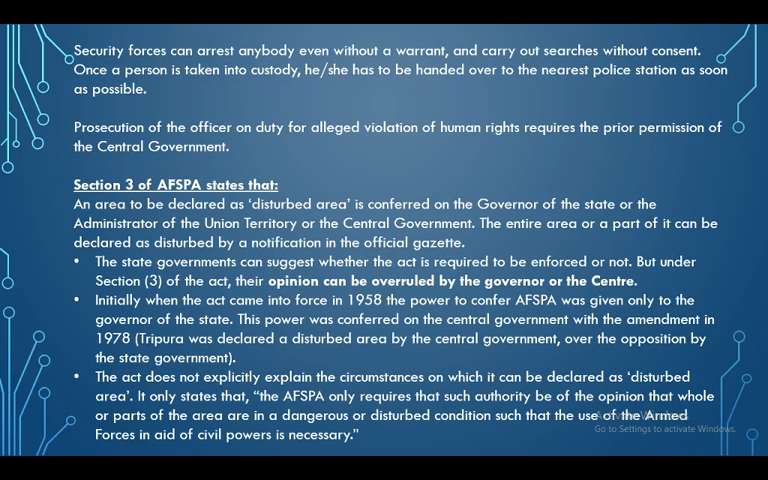 Security forces can arrest anybody even without a warrant, and carry out searches without consent.
Once a person is taken into custody, he/she has to be handed over to the nearest police station as soon
as possible.
Prosecution of the officer on duty for alleged violation of human rights requires the prior permission of
the Central Government.
Section 3 of AFSPA states that:
An area to be declared as ‘disturbed area’ is conferred on the Governor of the state or the
Administrator of the Union Territory or the Central Government. The entire area or a part of it can be
declared as disturbed by a notification in the official gazette.
• The state governments can suggest whether the act is required to be enforced or not. But under
Section (3) of the act, their opinion can be overruled by the governor or the Centre.
• Initially when the act came into force in 1958 the power to confer AFSPA was given only to the
governor of the state. This power was conferred on the central government with the amendment in
1978 (Tripura was declared a disturbed area by the central government, over the opposition by
the state government).
• The act does not explicitly explain the circumstances on which it can be declared as ‘disturbed
area’. It only states that, “the AFSPA only requires that such authority be of the opinion that whole
or parts of the area are in a dangerous or disturbed condition such that the use of the Armed
Forces in aid of civil powers is necessary.”
Activate Windows
Go to Settings to activate Windows.